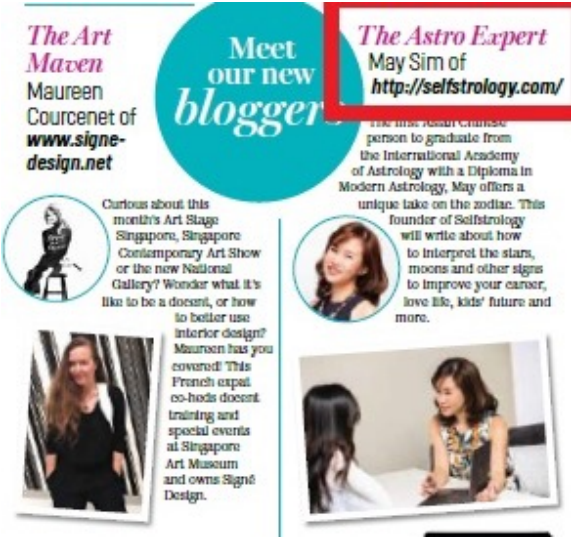 The Art
Maven
Maureen
Courcenet of
www.signe-
design.net
Meet
our new
bloggers
The Astro Expert
May Sim of
http://selfstrology.com/
Curious about this
month's Art Stage
Singapore, Singapore
Contemporary Art Show
or the new National
Gallery? Wonder what it's
like to be a docent, or how
to better use
interior design?
Maureen has you
covered! This
French expat
co-heds docent
training and
special events
at Singapore
Art Museum
and owns Signé
Design.
The first Asian Chinese
person to graduate from
the International Academy
of Astrology with a Diploma in
Modern Astrology, May offers a
unique take on the zodiac. This
founder of Selfstrology
will write about how
to interpret the stars,
moons and other signs
to improve your career,
love life, kids' future and
more.